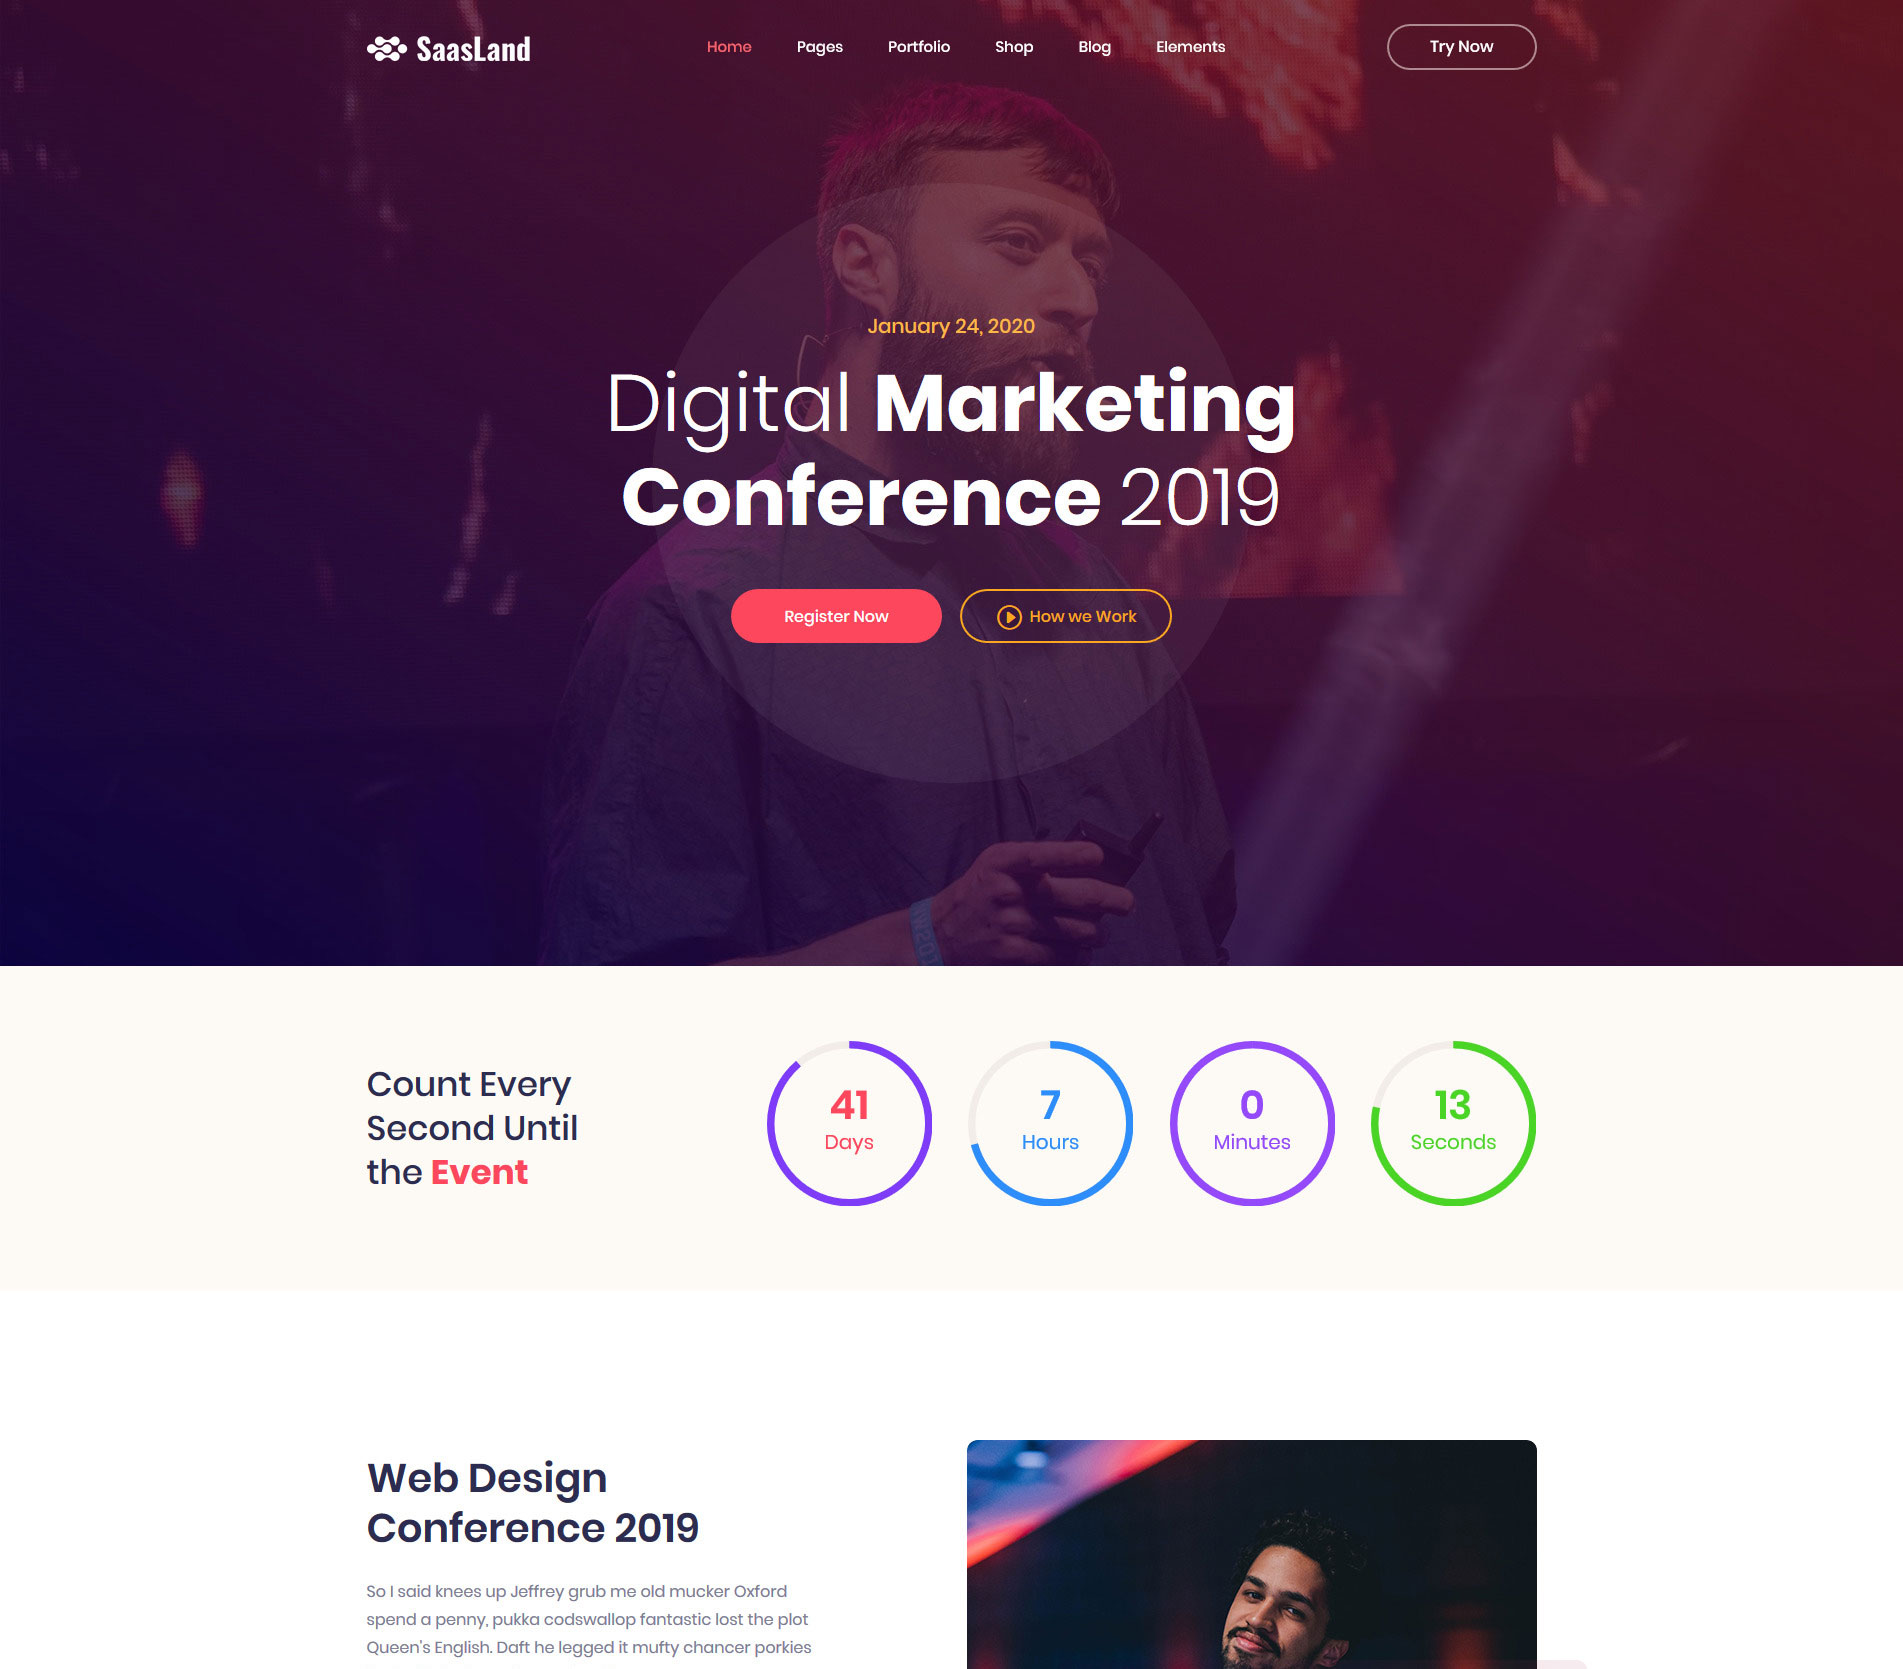 SaasLand
Home Pages Portfolio Shop Blog Elements
Try Now
January 24, 2020
Digital Marketing
Conference 2019
Register Now
How we Work
Count Every
Second Until
the Event
41
Days
7
Hours
0
Minutes
13
Seconds
Web Design
Conference 2019
So I said knees up Jeffrey grub me old mucker Oxford
spend a penny, pukka codswallop fantastic lost the plot
Queen's English. Daft he legged it mufty chancer porkies